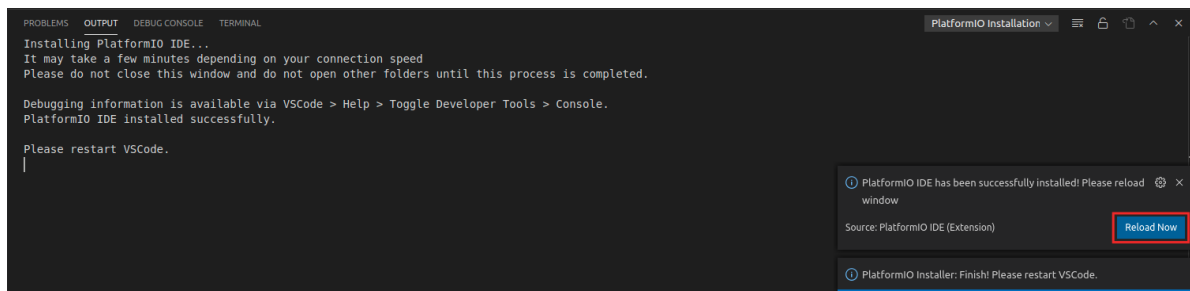 PROBLEMS OUTPUT DEBUG CONSOLE TERMINAL PlatformIO Installation
Installing PlatformIO IDE...
It may take a few minutes depending on your connection speed
Please do not close this window and do not open other folders until this process is completed.
Debugging information is available via VSCode > Help > Toggle Developer Tools > Console.
PlatformIO IDE installed successfully.
Please restart VSCode.
PlatformIO IDE has been successfully installed! Please reload
window
Source: PlatformIO IDE (Extension) Reload Now
PlatformIO Installer: Finish! Please restart VSCode.